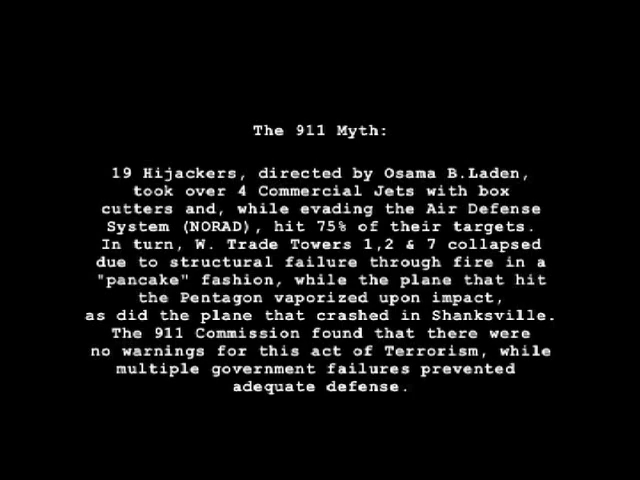 The 911 Myth:
19 Hijackers, directed by Osama B.Laden,
took over 4 Commercial Jets with box
cutters and, while evading the Air Defense
System (NORAD), hit 75% of their targets.
In turn, W. Trade Towers 1,2 & 7 collapsed
due to structural failure through fire in a
"pancake" fashion, while the plane that hit
the Pentagon vaporized upon impact,
as did the plane that crashed in Shanksville.
The 911 Commission found that there were
no warnings for this act of Terrorism, while
multiple government failures prevented
adequate defense.